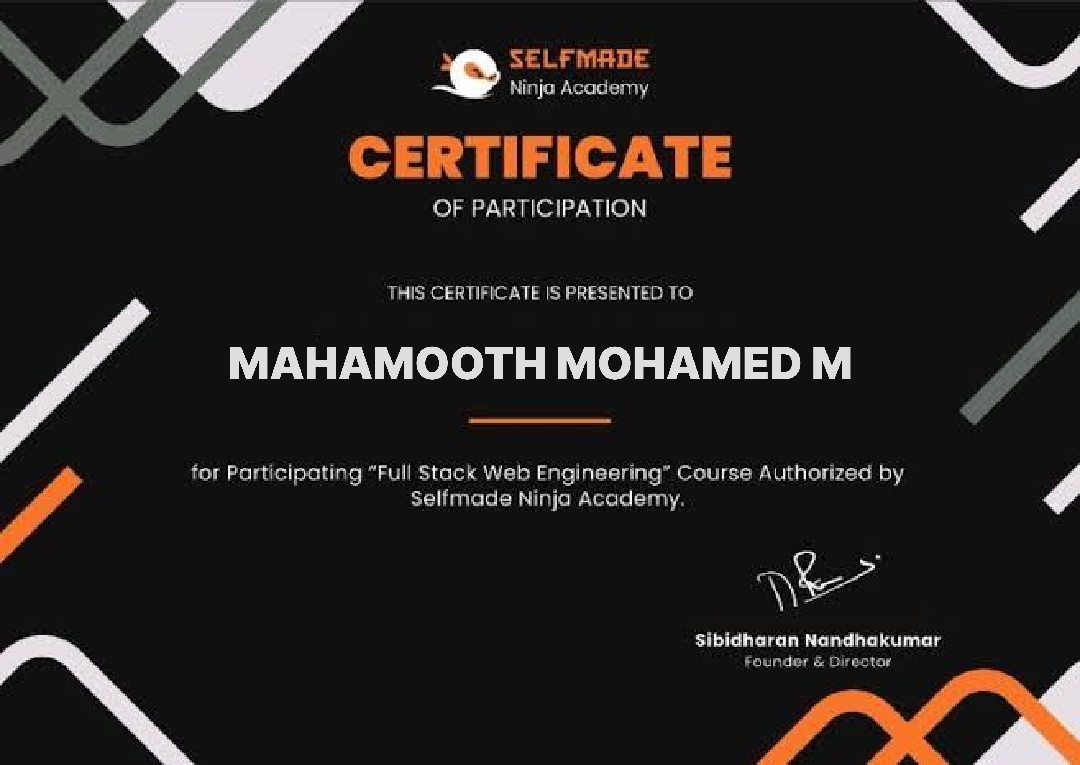 SELFMADE
Ninja Academy
CERTIFICATE
OF PARTICIPATION
THIS CERTIFICATE IS PRESENTED TO
MAHAMOOTH MOHAMED M
for Participating “Full Stack Web Engineering” Course Authorized by
Selfmade Ninja Academy.
Sibidharan Nandhakumar
Founder & Director